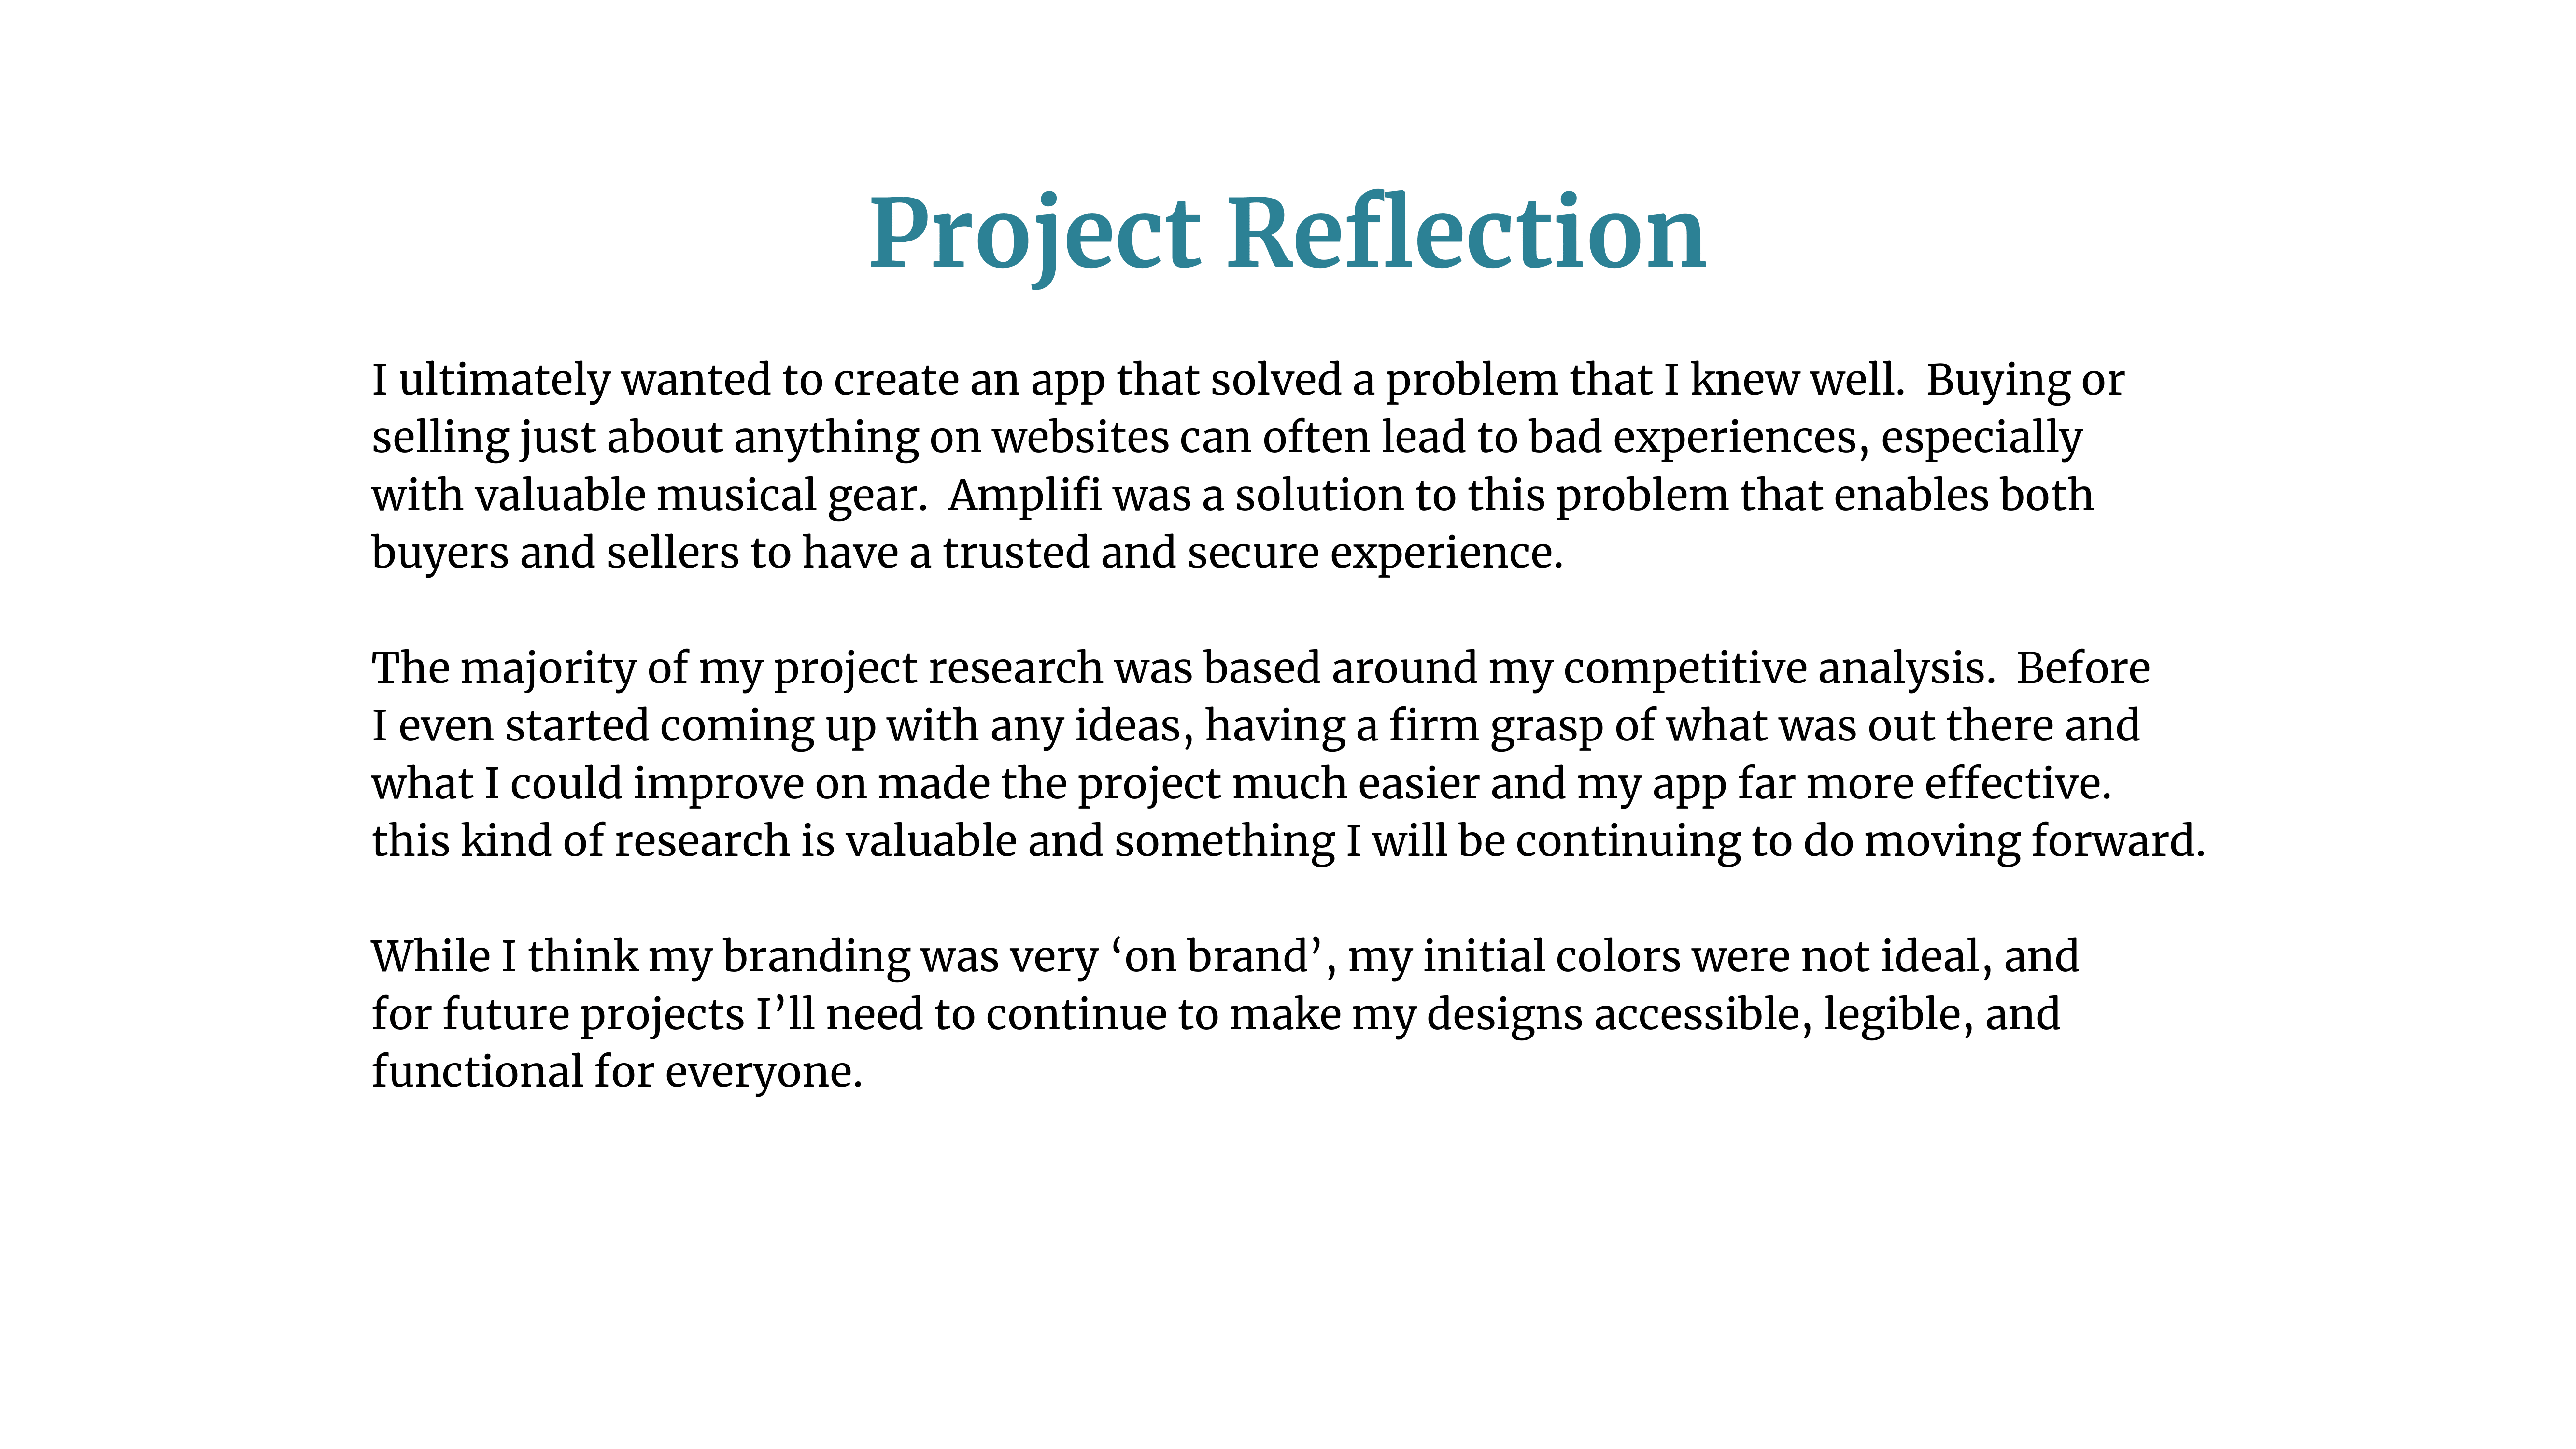 Project Reflection
I ultimately wanted to create an app that solved a problem that I knew well.  Buying or
selling just about anything on websites can often lead to bad experiences, especially
with valuable musical gear.  Amplifi was a solution to this problem that enables both
buyers and sellers to have a trusted and secure experience.
The majority of my project research was based around my competitive analysis.  Before
I even started coming up with any ideas, having a firm grasp of what was out there and
what I could improve on made the project much easier and my app far more effective.
this kind of research is valuable and something I will be continuing to do moving forward.
While I think my branding was very ‘on brand’, my initial colors were not ideal, and
for future projects I’ll need to continue to make my designs accessible, legible, and
functional for everyone.